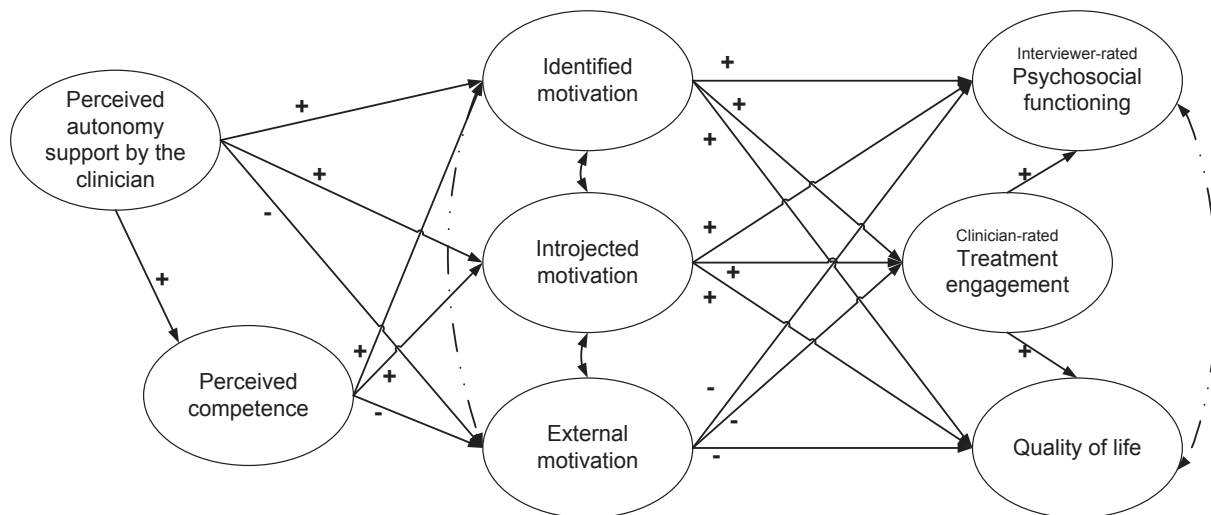 Perceived
autonomy
support by the
clinician
Perceived
competence
Identified
motivation
Introjected
motivation
External
motivation
Interviewer-rated
Psychosocial
functioning
Clinician-rated
Treatment
engagement
Quality of life
+
+
-
+
+
+
-
+
+
+
+
+
+
-
-
-
+
+